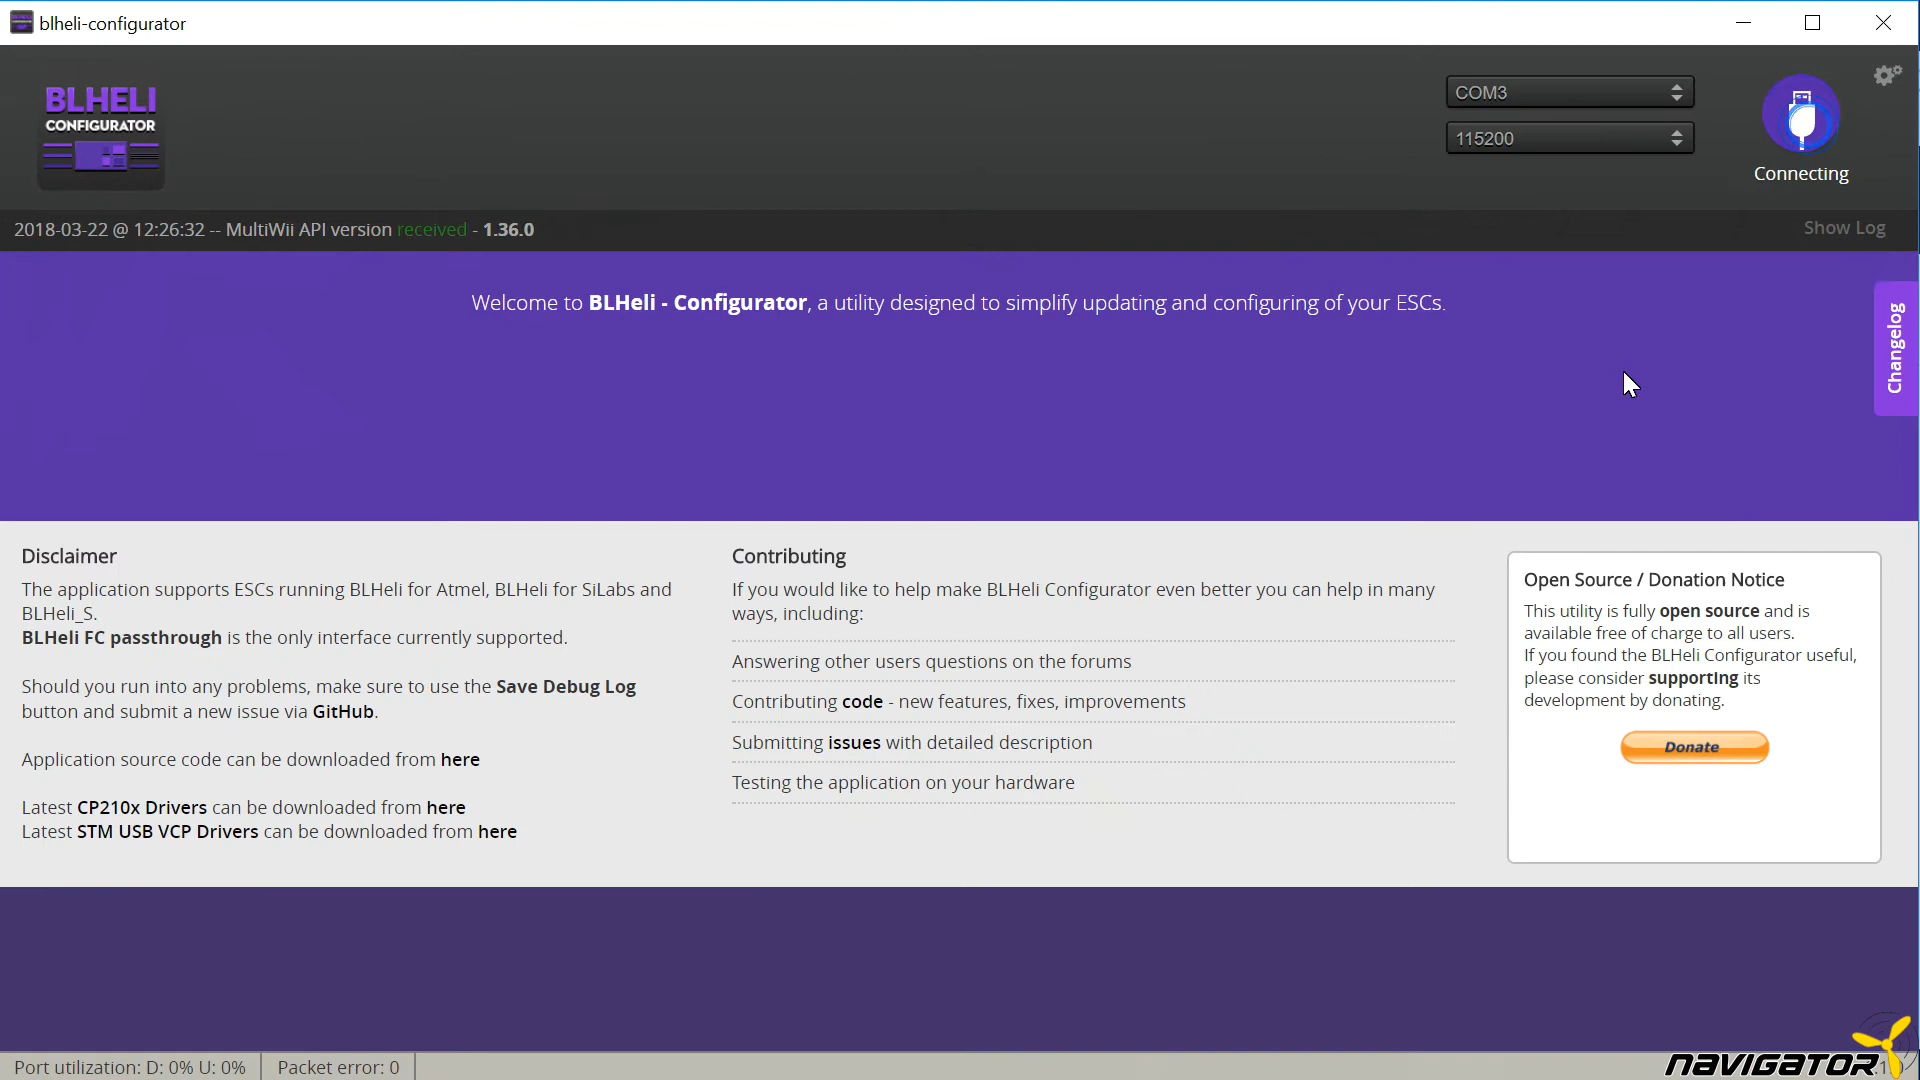 blheli-configurator
BLHELI
CONFIGURATOR
COM3
115200
Connecting
2018-03-22 @ 12:26:32 -- MultiWii API version received - 1.36.0
Show Log
Welcome to BLHeli - Configurator, a utility designed to simplify updating and configuring of your ESCs.
Changelog
Disclaimer
The application supports ESCs running BLHeli for Atmel, BLHeli for SiLabs and
BLHeli_S.
BLHeli FC passthrough is the only interface currently supported.
Should you run into any problems, make sure to use the Save Debug Log
button and submit a new issue via GitHub.
Application source code can be downloaded from here
Latest CP210x Drivers can be downloaded from here
Latest STM USB VCP Drivers can be downloaded from here
Contributing
If you would like to help make BLHeli Configurator even better you can help in many
ways, including:
Answering other users questions on the forums
Contributing code - new features, fixes, improvements
Submitting issues with detailed description
Testing the application on your hardware
Open Source / Donation Notice
This utility is fully open source and is
available free of charge to all users.
If you found the BLHeli Configurator useful,
please consider supporting its
development by donating.
Donate
Port utilization: D: 0% U: 0%
Packet error: 0
NAVIGATOR